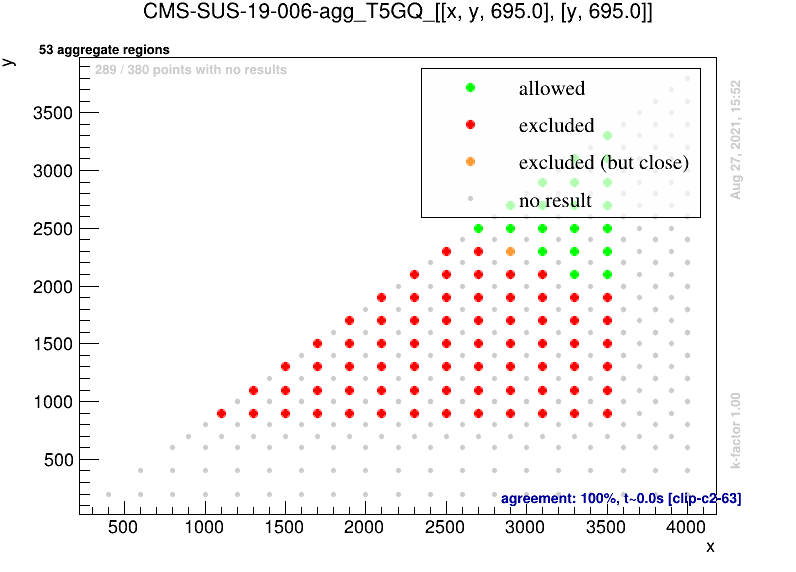 CMS-SUS-19-006-agg_T5GQ_[[x, y, 695.0], [y, 695.0]]
53 aggregate regions
y
289 / 380 points with no results
allowed
excluded
excluded (but close)
no result
Aug 27, 2021, 15:52
3500
3000
2500
2000
1500
1000
500
k-factor 1.00
agreement: 100%, t~0.0s [clip-c2-63]
500 1000 1500 2000 2500 3000 3500 4000
x